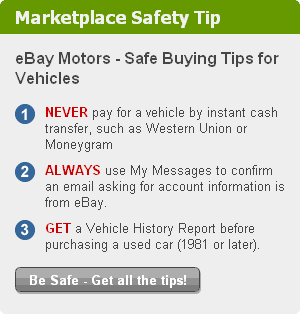 Marketplace Safety Tip
eBay Motors - Safe Buying Tips for
Vehicles
1 NEVER pay for a vehicle by instant cash
transfer, such as Western Union or
Moneygram
2 ALWAYS use My Messages to confirm
an email asking for account information is
from eBay.
3 GET a Vehicle History Report before
purchasing a used car (1981 or later).
Be Safe - Get all the tips!